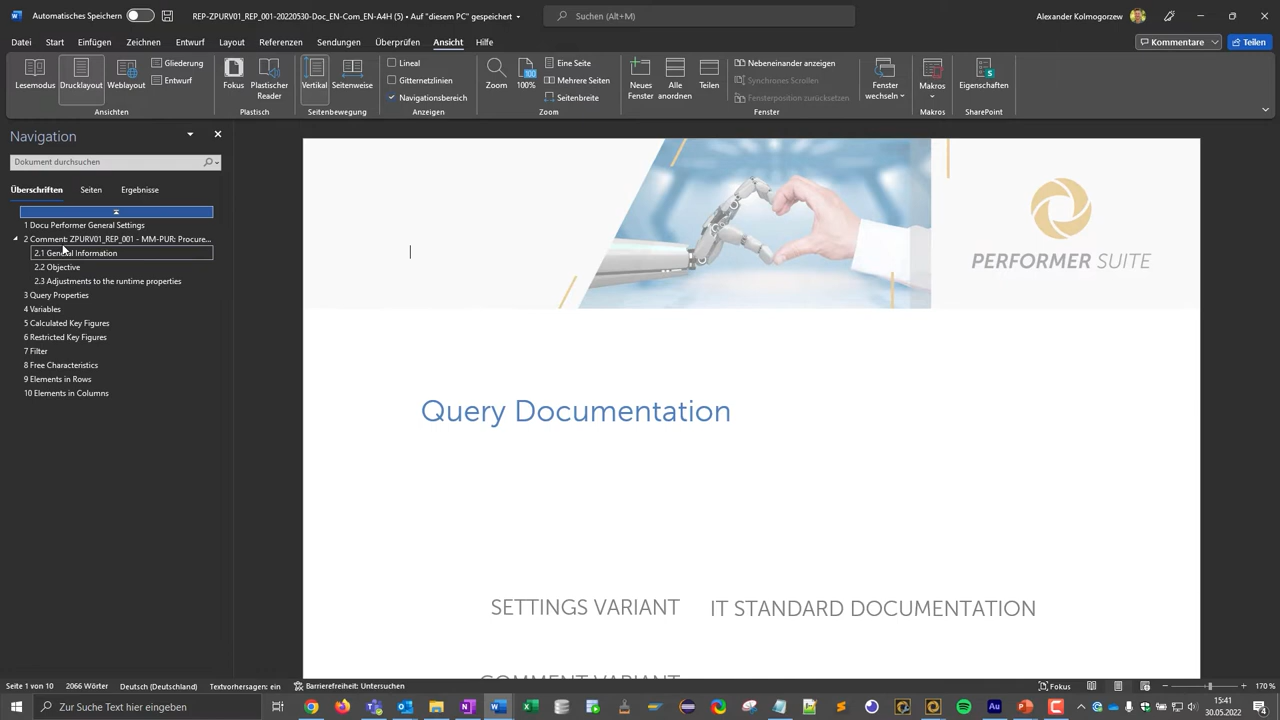 Automatisches Speichern
REP-ZPURV01_REP_001-20220530-Doc_EN-Com_EN-A4H (5) • Auf "diesem PC" gespeichert
Suchen (Alt+M)
Alexander Kolmogorzew
Datei Start Einfügen Zeichnen Entwurf Layout Referenzen Sendungen Überprüfen Ansicht Hilfe
Kommentare
Teilen
Lesemodus
Drucklayout
Weblayout
Gliederung
Entwurf
Ansichten
Fokus
Plastischer Reader
Plastisch
Vertikal
Seitenweise
Seitenbewegung
Lineal
Gitternetzlinien
Navigationsbereich
Anzeigen
Zoom
100
100%
Eine Seite
Mehrere Seiten
Seitenbreite
Zoom
Neues Fenster
Alle anordnen
Teilen
Nebeneinander anzeigen
Synchrones Scrollen
Fensterposition zurücksetzen
Fenster
Fenster wechseln
Makros
Makros
Eigenschaften
SharePoint
Navigation
Dokument durchsuchen
Überschriften Seiten Ergebnisse
1 Docu Performer General Settings
2 Comment: ZPURV01_REP_001 - MM-PUR: Procure...
2.1 General Information
2.2 Objective
2.3 Adjustments to the runtime properties
3 Query Properties
4 Variables
5 Calculated Key Figures
6 Restricted Key Figures
7 Filter
8 Free Characteristics
9 Elements in Rows
10 Elements in Columns
PERFORMER SUITE
Query Documentation
SETTINGS VARIANT IT STANDARD DOCUMENTATION
COMMENT VARIANT
Seite 1 von 10 2066 Wörter Deutsch (Deutschland) Textvorhersagen: ein Barrierefreiheit: Untersuchen
Fokus
170 %
Zur Suche Text hier eingeben
15:41
30.05.2022